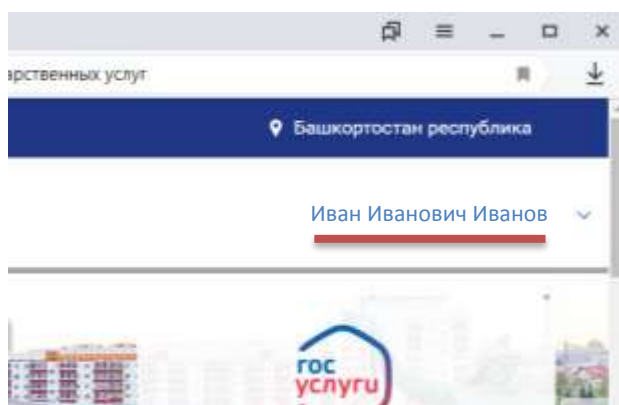 арственных услуг
Башкортостан республика
Иван Иванович Иванов
гос
услуги